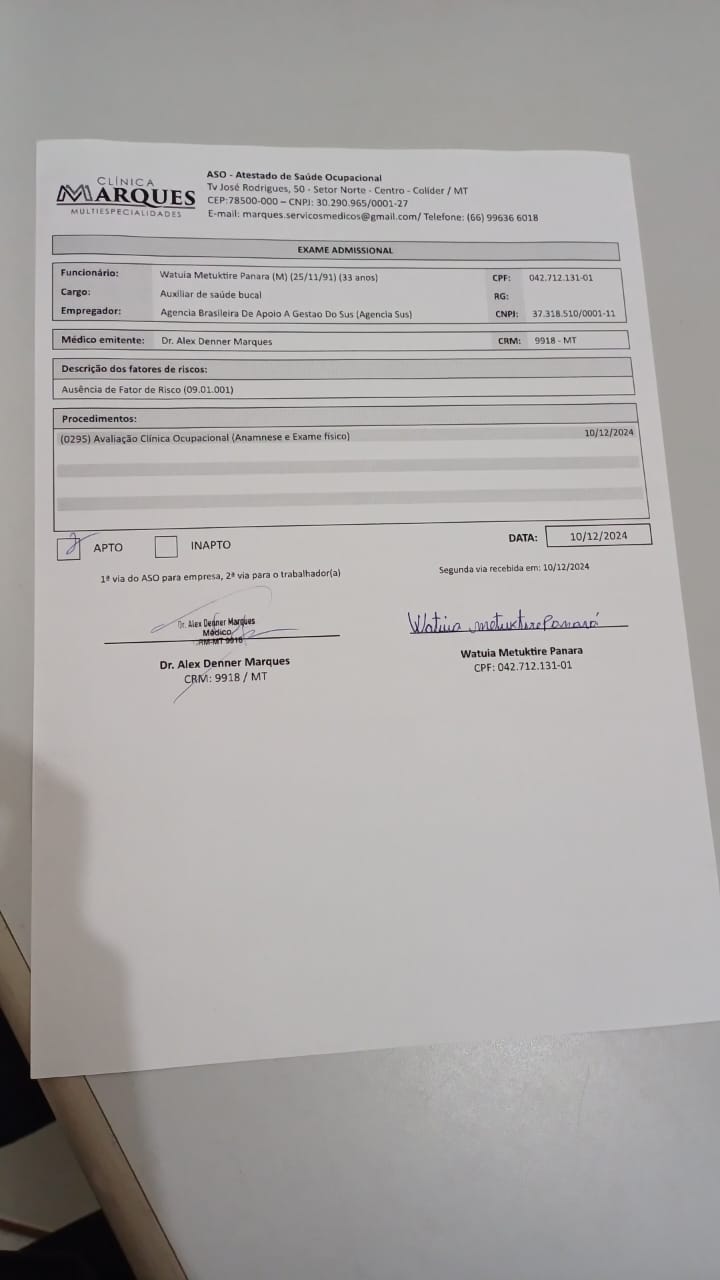 CLÍNICA
MARQUES
MULTIESPECIALIDADES
ASO - Atestado de Saúde Ocupacional
Tv José Rodrigues, 50 - Setor Norte - Centro - Colíder / MT
CEP:78500-000 – CNPJ: 30.290.965/0001-27
E-mail: marques.servicosmedicos@gmail.com/ Telefone: (66) 99636 6018
EXAME ADMISSIONAL
Funcionário: Watuia Metuktire Panara (M) (25/11/91) (33 anos) CPF: 042.712.131-01
Cargo: Auxiliar de saúde bucal RG:
Empregador: Agencia Brasileira De Apoio A Gestao Do Sus (Agencia Sus) CNPJ: 37.318.510/0001-11
Médico emitente: Dr. Alex Denner Marques CRM: 9918 - MT
Descrição dos fatores de riscos:
Ausência de Fator de Risco (09.01.001)
Procedimentos:
(0295) Avaliação Clínica Ocupacional (Anamnese e Exame físico) 10/12/2024
APTO INAPTO DATA: 10/12/2024
1ª via do ASO para empresa, 2ª via para o trabalhador(a) Segunda via recebida em: 10/12/2024
Dr. Alex Denner Marques
Médico
CRM-MT 9918
Watuia metuktire Panará
Dr. Alex Denner Marques
CRM: 9918 / MT
Watuia Metuktire Panara
CPF: 042.712.131-01